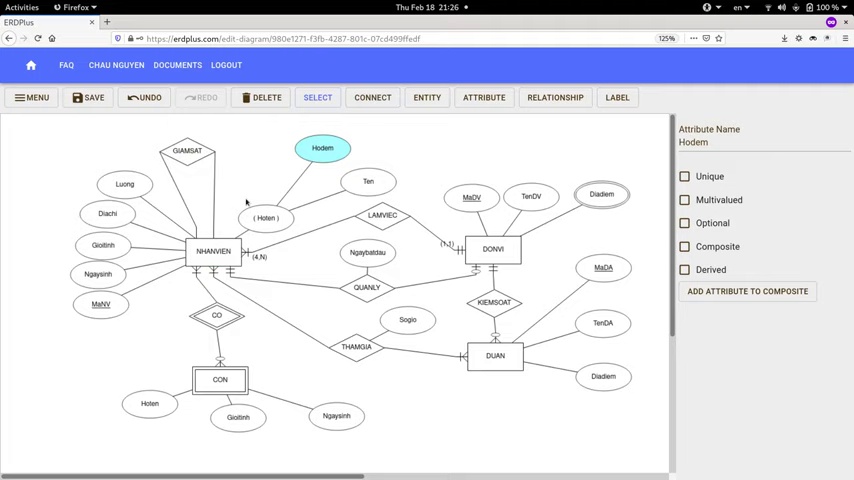 Activities Firefox Thu Feb 18 21:26 en 100 %
ERDPlus
https://erdplus.com/edit-diagram/980e1271-f3fb-4287-801c-07cd499ffedf 125%
FAQ CHAU NGUYEN DOCUMENTS LOGOUT
MENU SAVE UNDO REDO DELETE SELECT CONNECT ENTITY ATTRIBUTE RELATIONSHIP LABEL
Attribute Name
Hodem
Unique
Multivalued
Optional
Composite
Derived
ADD ATTRIBUTE TO COMPOSITE
GIAMSAT
Hodem
Luong
Ten
MaDV
TenDV
Diadiem
Diachi
( Hoten )
LAMVIEC
Gioitinh
NHANVIEN
(4,N)
Ngaybatdau
(1,1)
DONVI
Ngaysinh
MaDA
MaNV
QUANLY
KIEMSOAT
CO
Sogio
TenDA
THAMGIA
DUAN
CON
Diadiem
Hoten
Gioitinh
Ngaysinh